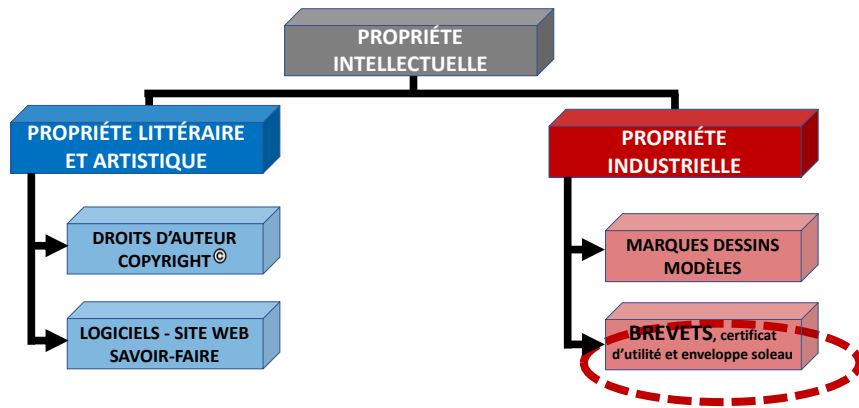 PROPRIÉTE
INTELLECTUELLE
PROPRIÉTE LITTÉRAIRE
ET ARTISTIQUE
PROPRIÉTE
INDUSTRIELLE
DROITS D'AUTEUR
COPYRIGHT©
MARQUES DESSINS
MODÈLES
LOGICIELS - SITE WEB
SAVOIR-FAIRE
BREVETS, certificat
d'utilité et enveloppe soleau